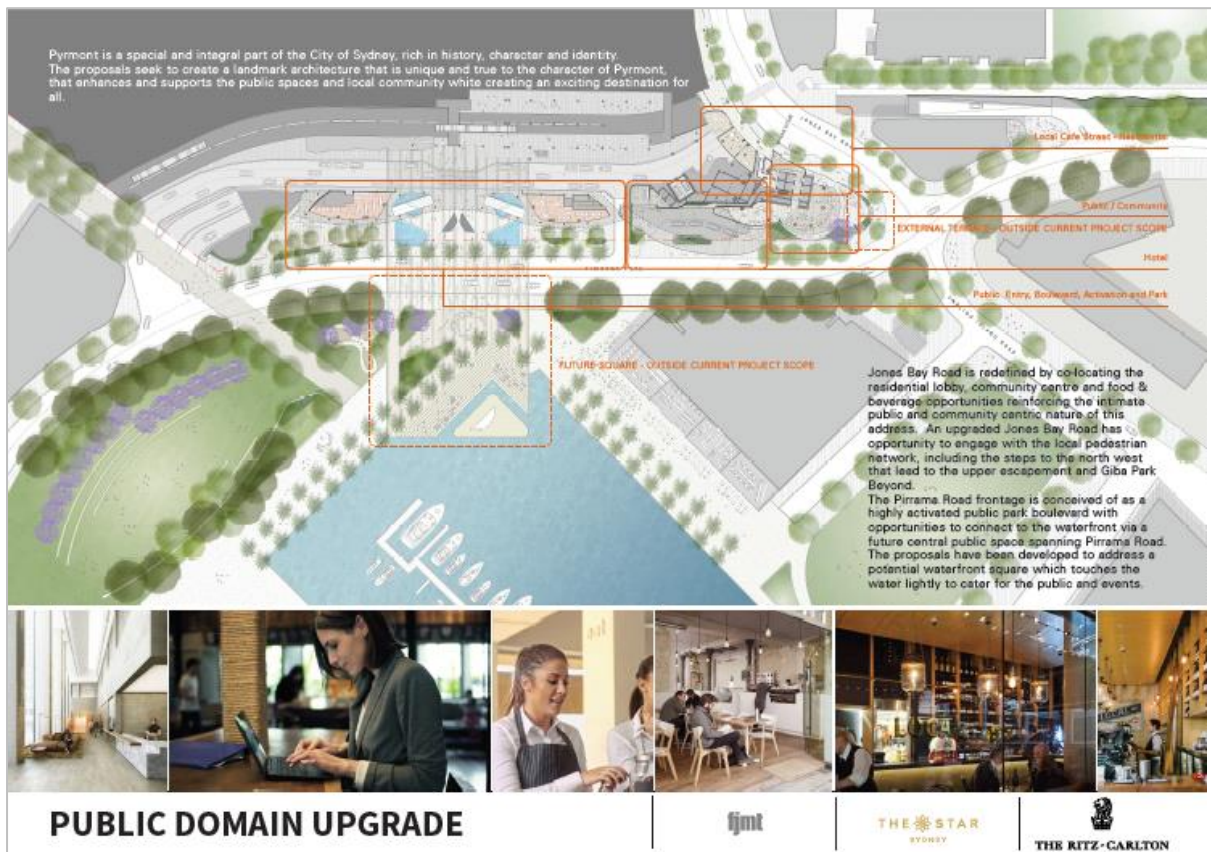 Pyrmont is a special and integral part of the City of Sydney, rich in history, character and identity.
The proposals seek to create a landmark architecture that is unique and true to the character of Pyrmont,
that enhances and supports the public spaces and local community white creating an exciting destination for
all.
JONES BAY ROAD
Local Cafe Street - Residential
Public / Community
EXTERNAL TERRACE - OUTSIDE CURRENT PROJECT SCOPE
Hotel
PIRRAMA ROAD
Public Entry, Boulevard, Activation and Park
FUTURE SQUARE - OUTSIDE CURRENT PROJECT SCOPE
Jones Bay Road is redefined by co-locating the
residential lobby, community centre and food &
beverage opportunities reinforcing the intimate
public and community centric nature of this
address. An upgraded Jones Bay Road has
opportunity to engage with the local pedestrian
network, including the steps to the north west
that lead to the upper escapement and Giba Park
Beyond.
The Pirrama Road frontage is conceived of as a
highly activated public park boulevard with
opportunities to connect to the waterfront via a
future central public space spanning Pirrama Road.
The proposals have been developed to address a
potential waterfront square which touches the
water lightly to cater for the public and events.
PUBLIC DOMAIN UPGRADE
fjmt
THE STAR
SYDNEY
THE RITZ-CARLTON